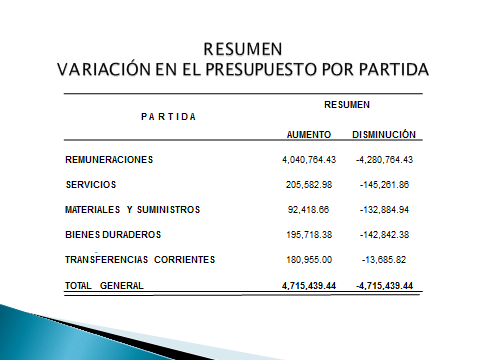 RESUMEN
VARIACIÓN EN EL PRESUPUESTO POR PARTIDA
RESUMEN
P A R T I D A
AUMENTO DISMINUCIÓN
REMUNERACIONES 4,040,764.43 -4,280,764.43
SERVICIOS 205,582.98 -145,261.86
MATERIALES Y SUMINISTROS 92,418.66 -132,884.94
BIENES DURADEROS 195,718.38 -142,842.38
TRANSFERENCIAS CORRIENTES 180,955.00 -13,685.82
TOTAL GENERAL 4,715,439.44 -4,715,439.44